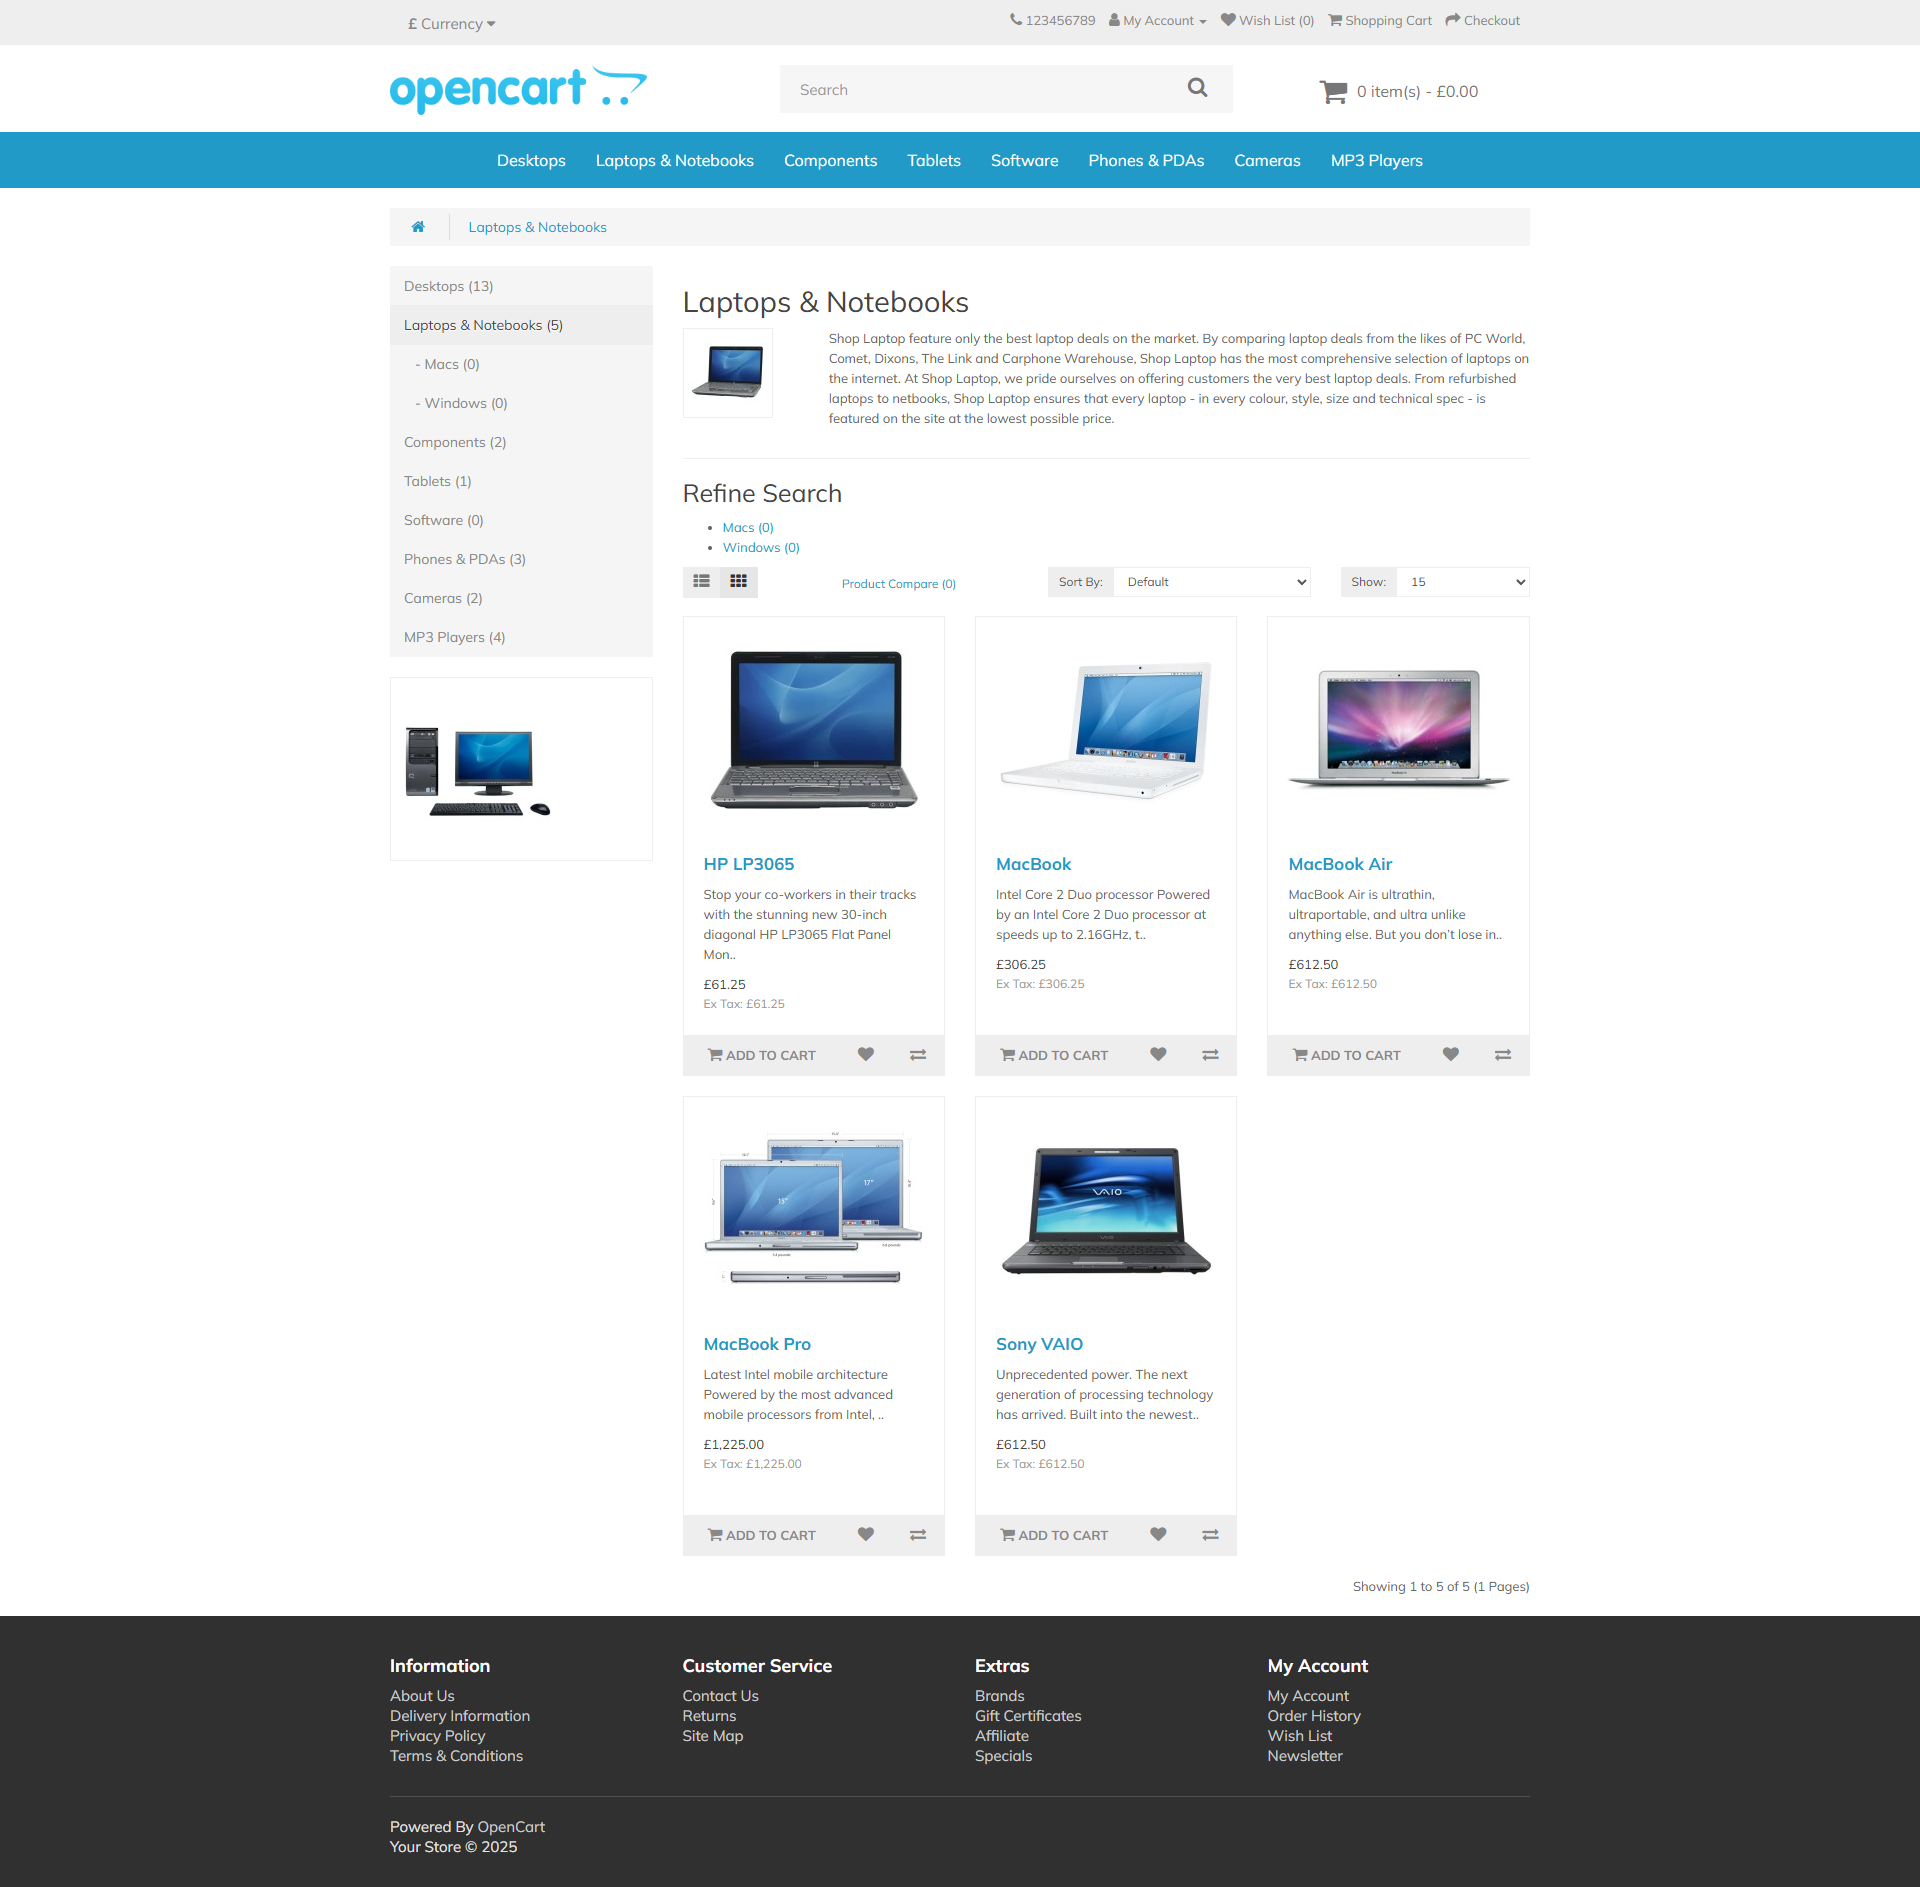 £ Currency
123456789 My Account Wish List (0) Shopping Cart Checkout
opencart
Search
0 item(s) - £0.00
Desktops Laptops & Notebooks Components Tablets Software Phones & PDAs Cameras MP3 Players
Laptops & Notebooks
Desktops (13)
Laptops & Notebooks (5)
- Macs (0)
- Windows (0)
Components (2)
Tablets (1)
Software (0)
Phones & PDAs (3)
Cameras (2)
MP3 Players (4)
Laptops & Notebooks
Shop Laptop feature only the best laptop deals on the market. By comparing laptop deals from the likes of PC World,
Comet, Dixons, The Link and Carphone Warehouse, Shop Laptop has the most comprehensive selection of laptops on
the internet. At Shop Laptop, we pride ourselves on offering customers the very best laptop deals. From refurbished
laptops to netbooks, Shop Laptop ensures that every laptop - in every colour, style, size and technical spec - is
featured on the site at the lowest possible price.
Refine Search
Macs (0)
Windows (0)
Product Compare (0)
Sort By: Default
Show: 15
HP LP3065
Stop your co-workers in their tracks
with the stunning new 30-inch
diagonal HP LP3065 Flat Panel
Mon..
£61.25
Ex Tax: £61.25
ADD TO CART
MacBook
Intel Core 2 Duo processor Powered
by an Intel Core 2 Duo processor at
speeds up to 2.16GHz, t..
£306.25
Ex Tax: £306.25
ADD TO CART
MacBook Air
MacBook Air is ultrathin,
ultraportable, and ultra unlike
anything else. But you don’t lose in..
£612.50
Ex Tax: £612.50
ADD TO CART
15"
17"
MacBook Pro
Latest Intel mobile architecture
Powered by the most advanced
mobile processors from Intel, ..
£1,225.00
Ex Tax: £1,225.00
ADD TO CART
VAIO
Sony VAIO
Unprecedented power. The next
generation of processing technology
has arrived. Built into the newest..
£612.50
Ex Tax: £612.50
ADD TO CART
Showing 1 to 5 of 5 (1 Pages)
Information
About Us
Delivery Information
Privacy Policy
Terms & Conditions
Customer Service
Contact Us
Returns
Site Map
Extras
Brands
Gift Certificates
Affiliate
Specials
My Account
My Account
Order History
Wish List
Newsletter
Powered By OpenCart
Your Store © 2025